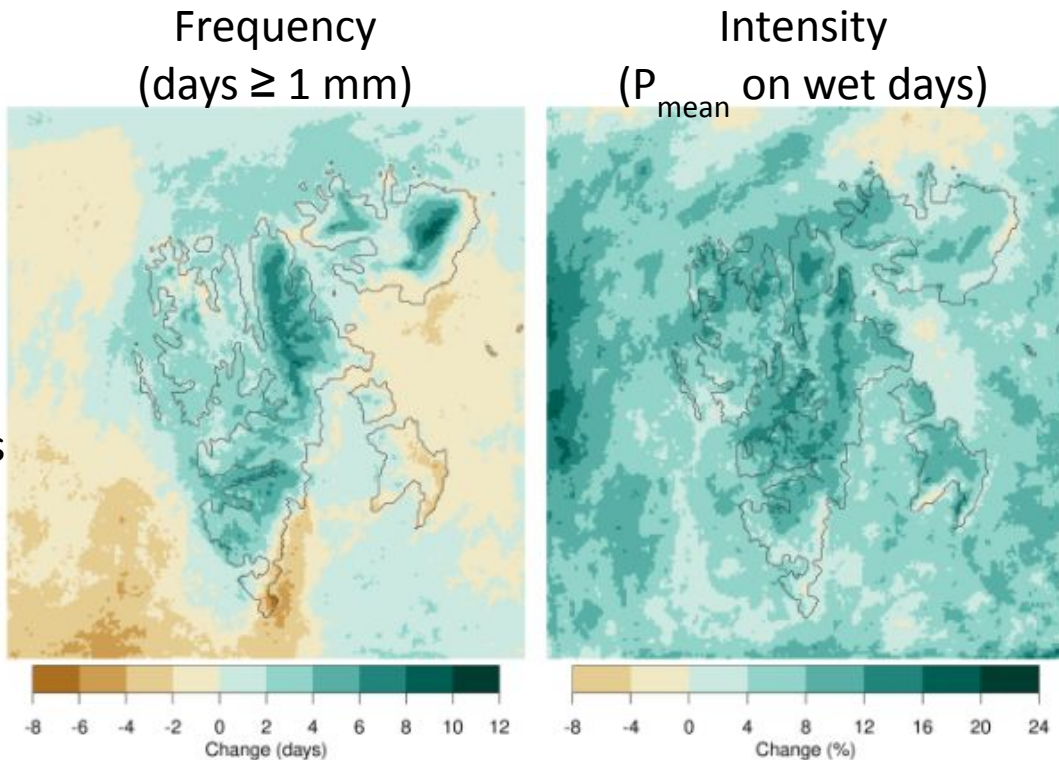 Frequency
(days ≥ 1 mm)
Intensity
(Pmean on wet days)
s
-8 -6 -4 -2 0 2 4 6 8 10 12
Change (days)
-8 -4 0 4 8 12 16 20 24
Change (%)